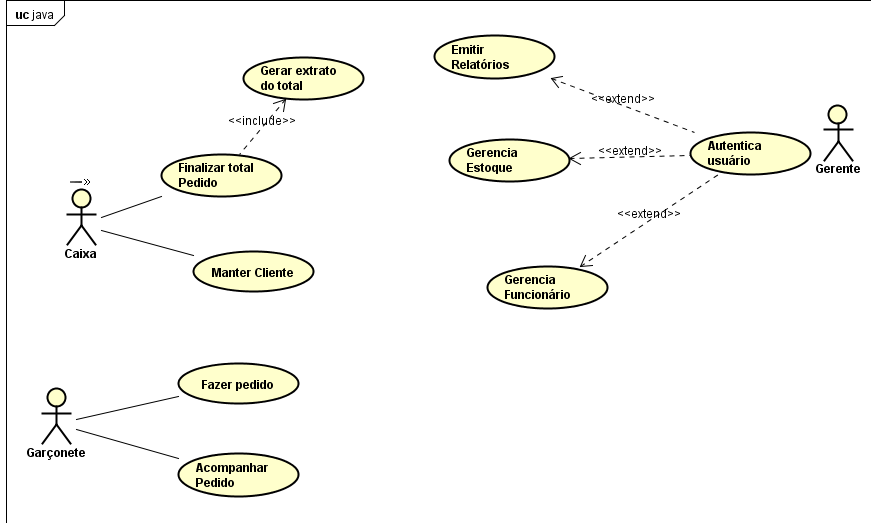 uc java
Gerar extrato
do total
<<include>>
Finalizar total
Pedido
Caixa
Manter Cliente
Emitir
Relatórios
<<extend>>
Gerencia
Estoque
<<extend>>
Autentica
usuário
Gerente
<<extend>>
Gerencia
Funcionário
Fazer pedido
Garçonete
Acompanhar
Pedido